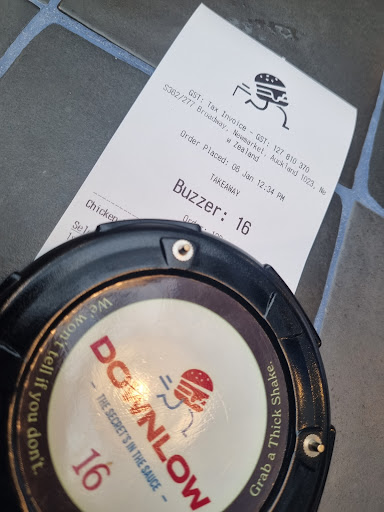 GST: Tax Invoice - GST: 127 810 370
S302/277 Broadway, Newmarket, Auckland 1023, Ne
w Zealand
Order Placed: 06 Jan 12:34 PM
TAKEAWAY
Buzzer: 16
Chicken
We won't tell if you don't.
DOWNLOW
- THE SECRET'S IN THE SAUCE -
16
Grab a Thick Shake.